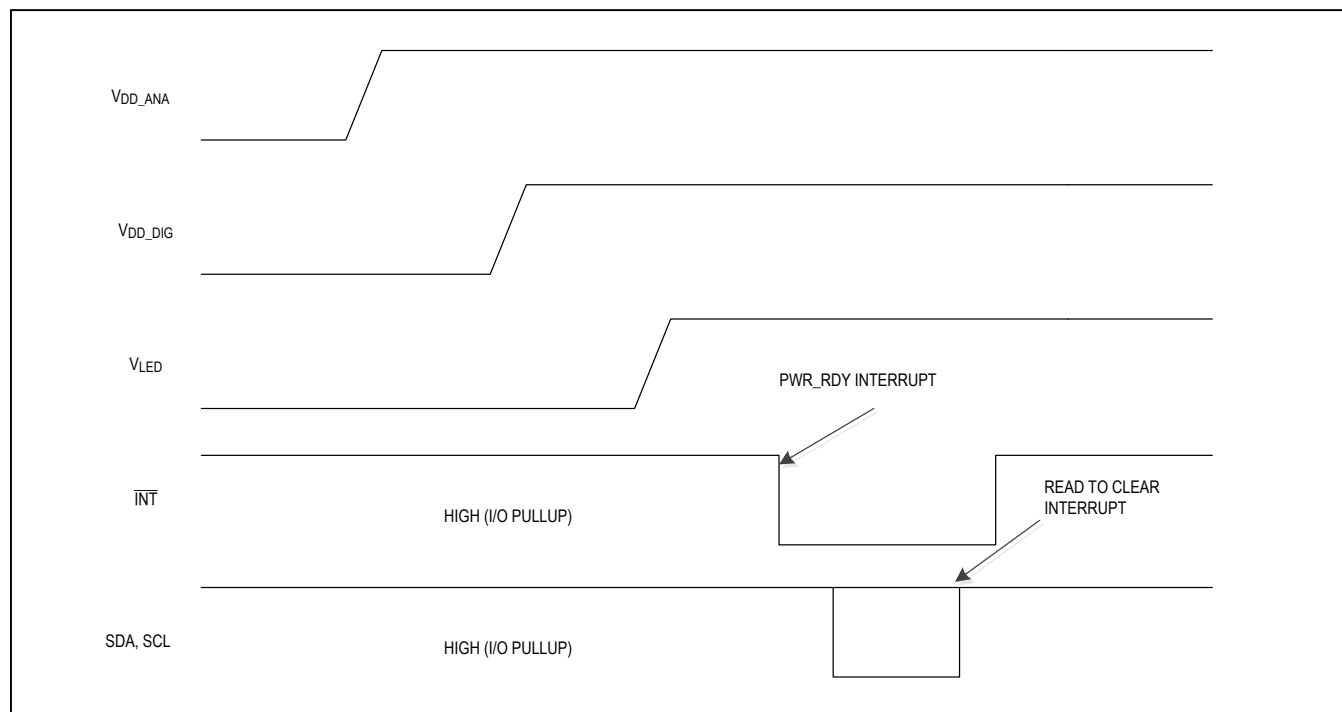 VDD_ANA
VDD_DIG
VLED
PWR_RDY INTERRUPT
INT
HIGH (I/O PULLUP)
READ TO CLEAR
INTERRUPT
SDA, SCL
HIGH (I/O PULLUP)